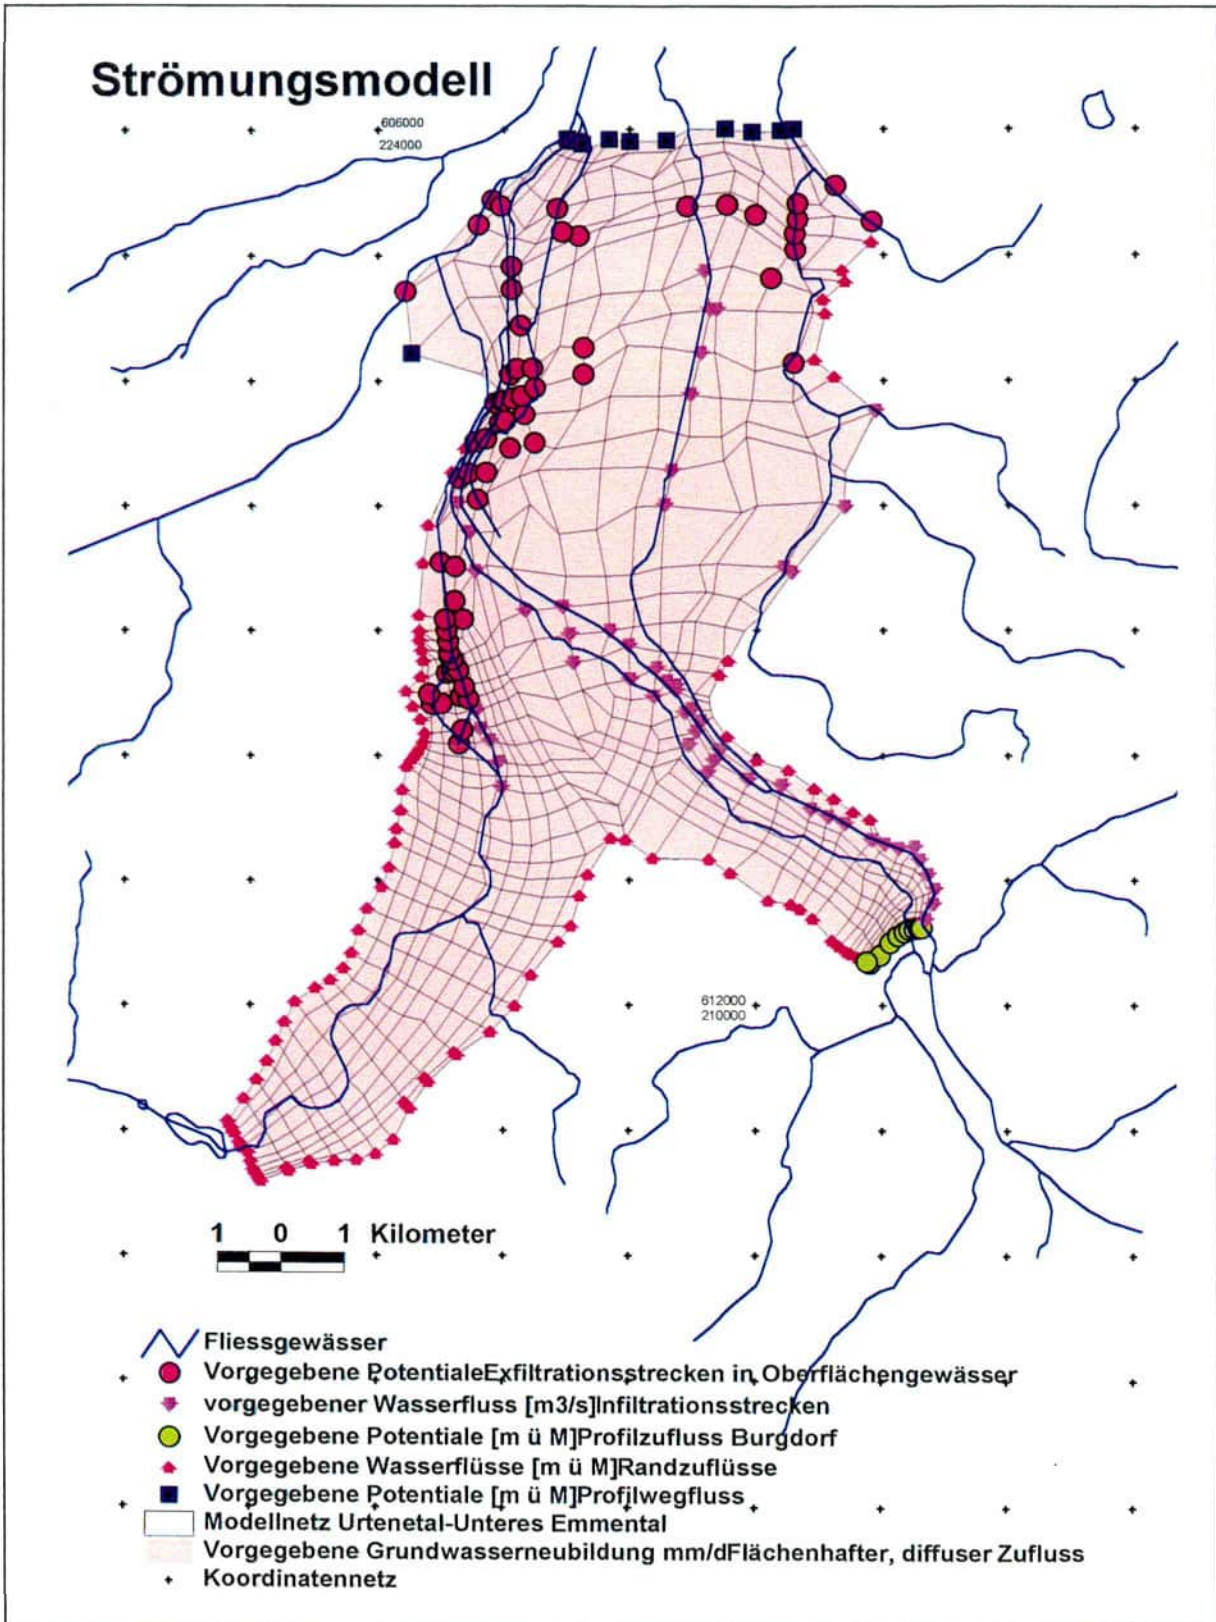 Strömungsmodell
606000
224000
612000
210000
1 0 1 Kilometer
Fliessgewässer
Vorgegebene PotentialeExfiltrationsstrecken in Oberflächengewässer
vorgegebener Wasserfluss [m3/s]Infiltrationsstrecken
Vorgegebene Potentiale [m ü M]Profilzufluss Burgdorf
Vorgegebene Wasserflüsse [m ü M]Randzuflüsse
Vorgegebene Potentiale [m ü M]Profilwegfluss
Modellnetz Urtenetal-Unteres Emmental
Vorgegebene Grundwasserneubildung mm/dFlächenhafter, diffuser Zufluss
Koordinatennetz